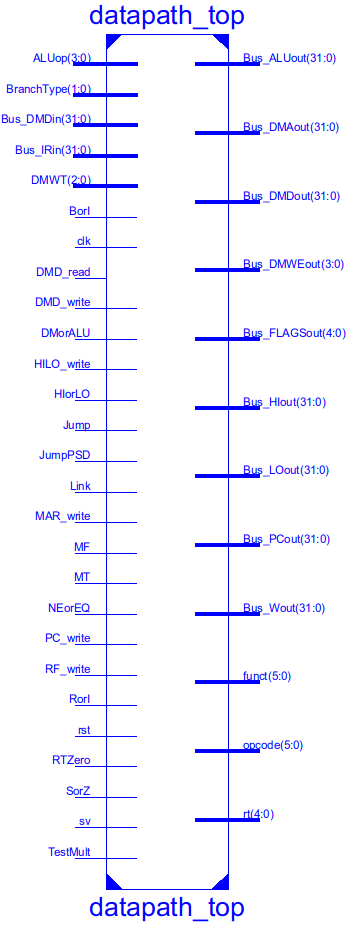 datapath_top
ALUop(3:0)
BranchType(1:0)
Bus_DMDin(31:0)
Bus_IRin(31:0)
DMWT(2:0)
BorI
clk
DMD_read
DMD_write
DMorALU
HILO_write
HIorLO
Jump
JumpPSD
Link
MAR_write
MF
MT
NEorEQ
PC_write
RF_write
RorI
rst
RTZero
SorZ
sv
TestMult
Bus_ALUout(31:0)
Bus_DMAout(31:0)
Bus_DMDout(31:0)
Bus_DMWEout(3:0)
Bus_FLAGSout(4:0)
Bus_HIout(31:0)
Bus_LOout(31:0)
Bus_PCout(31:0)
Bus_Wout(31:0)
funct(5:0)
opcode(5:0)
rt(4:0)
datapath_top